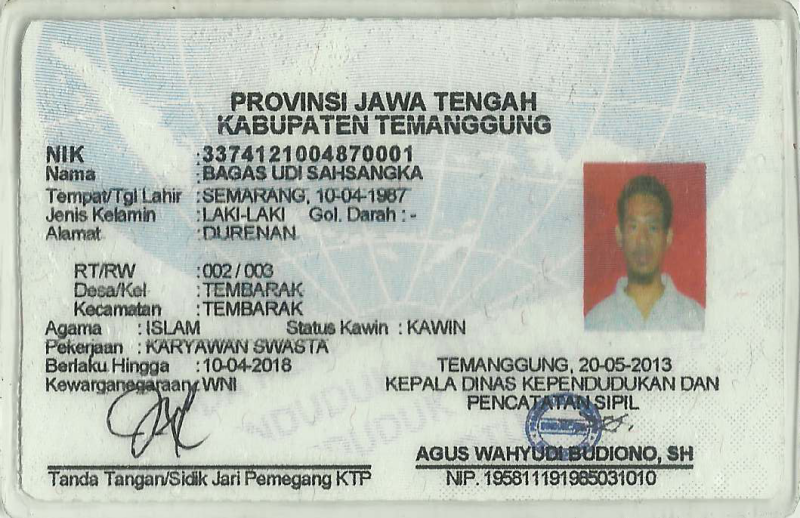 PROVINSI JAWA TENGAH
KABUPATEN TEMANGGUNG
NIK :3374121004870001
Nama :BAGAS UDI SAHSANGKA
Tempat/Tgl Lahir :SEMARANG, 10-04-1987
Jenis Kelamin :LAKI-LAKI Gol. Darah : -
Alamat :DURENAN
RT/RW :002 / 003
Desa/Kel :TEMBARAK
Kecamatan :TEMBARAK
Agama :ISLAM Status Kawin : KAWIN
Pekerjaan :KARYAWAN SWASTA
Berlaku Hingga :10-04-2018
Kewarganegaraan:WNI
TEMANGGUNG, 20-05-2013
KEPALA DINAS KEPENDUDUKAN DAN
PENCATATAN SIPIL
AGUS WAHYUDI BUDIONO, SH
NIP. 195811191985031010
Tanda Tangan/Sidik Jari Pemegang KTP